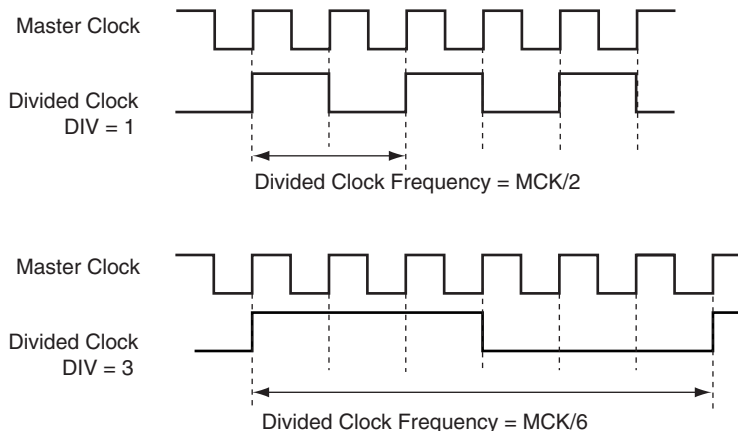 Master Clock
Divided Clock
DIV = 1
Divided Clock Frequency = MCK/2
Master Clock
Divided Clock
DIV = 3
Divided Clock Frequency = MCK/6